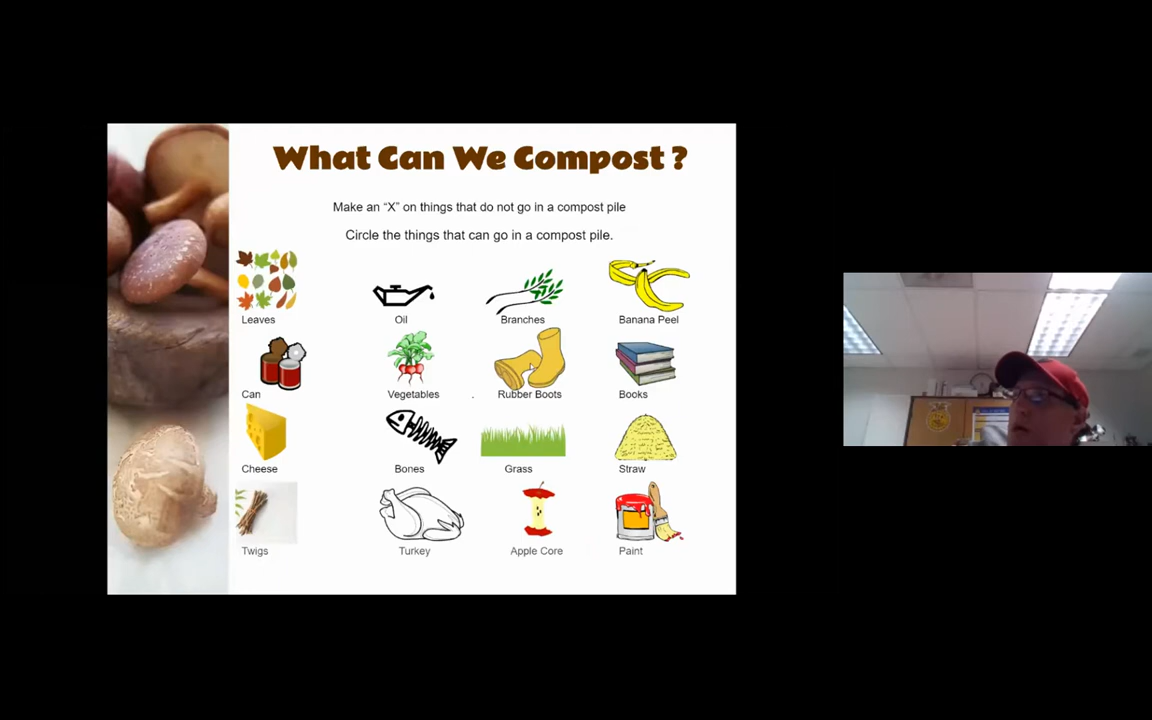 What Can We Compost ?
Make an "X" on things that do not go in a compost pile
Circle the things that can go in a compost pile.
Leaves Oil Branches Banana Peel
Can Vegetables . Rubber Boots Books
Cheese Bones Grass Straw
Twigs Turkey Apple Core Paint